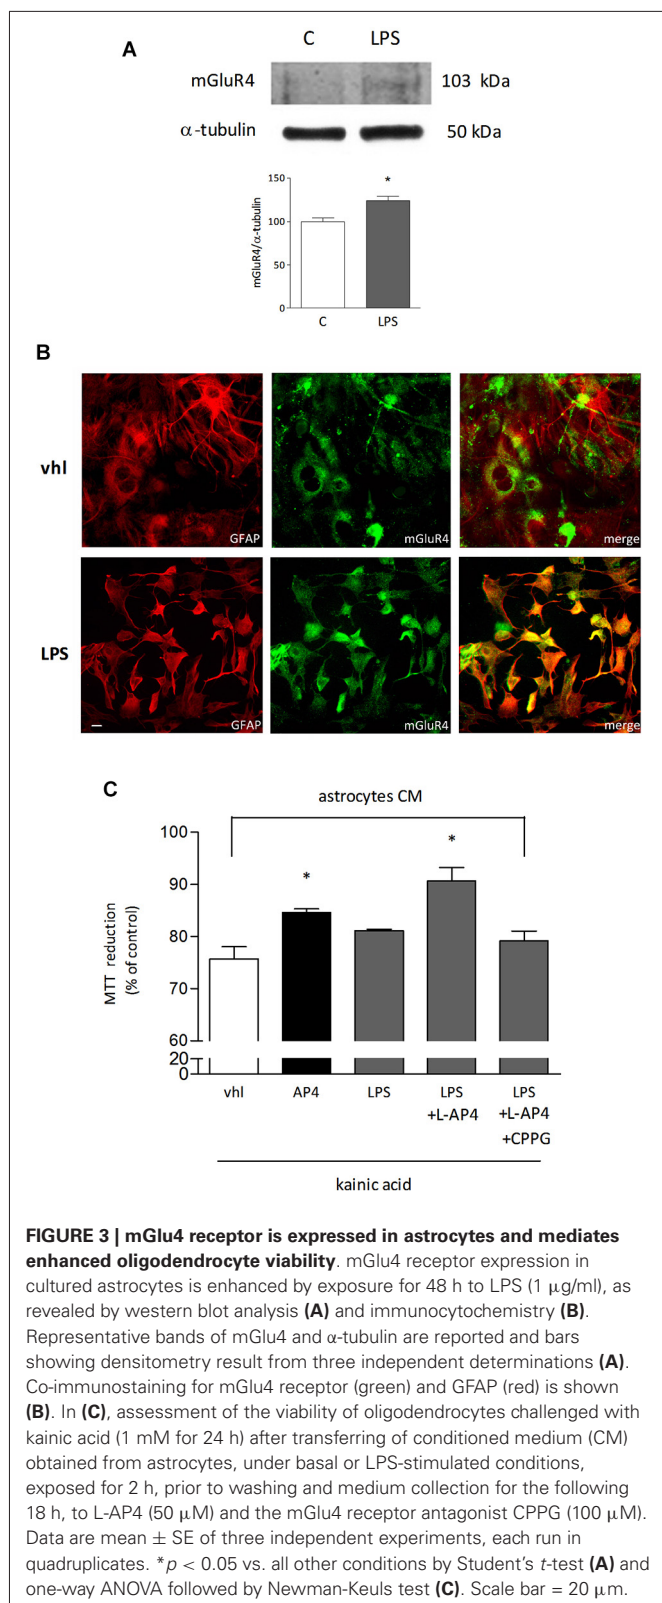 A
C LPS
mGluR4 103 kDa
α-tubulin 50 kDa
150
*
100
mGluR4/α-tubulin
50
0
C LPS
B
vhl
GFAP mGluR4 merge
LPS
GFAP mGluR4 merge
C
astrocytes CM
100
*
90
*
80
MTT reduction
(% of control)
70
60
20
0
vhl AP4 LPS LPS LPS
+L-AP4 +L-AP4
+CPPG
kainic acid
FIGURE 3 | mGlu4 receptor is expressed in astrocytes and mediates
enhanced oligodendrocyte viability. mGlu4 receptor expression in
cultured astrocytes is enhanced by exposure for 48 h to LPS (1 μg/ml), as
revealed by western blot analysis (A) and immunocytochemistry (B).
Representative bands of mGlu4 and α-tubulin are reported and bars
showing densitometry result from three independent determinations (A).
Co-immunostaining for mGlu4 receptor (green) and GFAP (red) is shown
(B). In (C), assessment of the viability of oligodendrocytes challenged with
kainic acid (1 mM for 24 h) after transferring of conditioned medium (CM)
obtained from astrocytes, under basal or LPS-stimulated conditions,
exposed for 2 h, prior to washing and medium collection for the following
18 h, to L-AP4 (50 μM) and the mGlu4 receptor antagonist CPPG (100 μM).
Data are mean ± SE of three independent experiments, each run in
quadruplicates. *p < 0.05 vs. all other conditions by Student's t-test (A) and
one-way ANOVA followed by Newman-Keuls test (C). Scale bar = 20 μm.